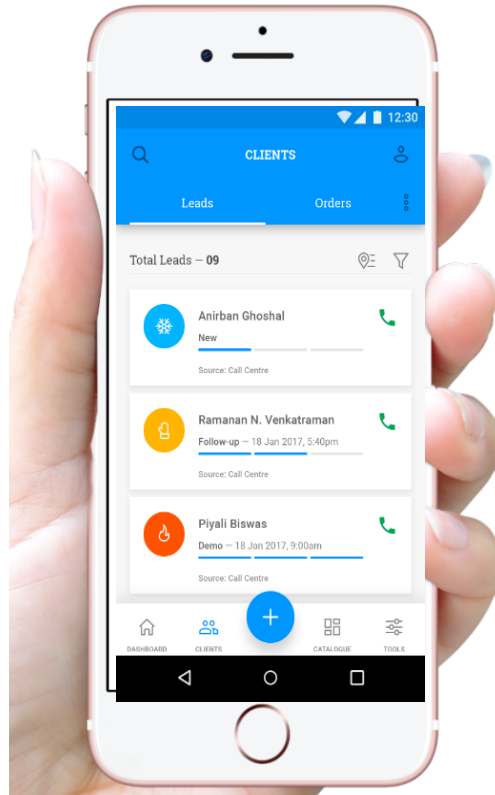 12:30
CLIENTS
Leads Orders
Total Leads — 09
Anirban Ghoshal
New
Source: Call Centre
Ramanan N. Venkatraman
Follow-up — 18 Jan 2017, 5:40pm
Source: Call Centre
Piyali Biswas
Demo — 18 Jan 2017, 9:00am
Source: Call Centre
DASHBOARD CLIENTS CATALOGUE TOOLS